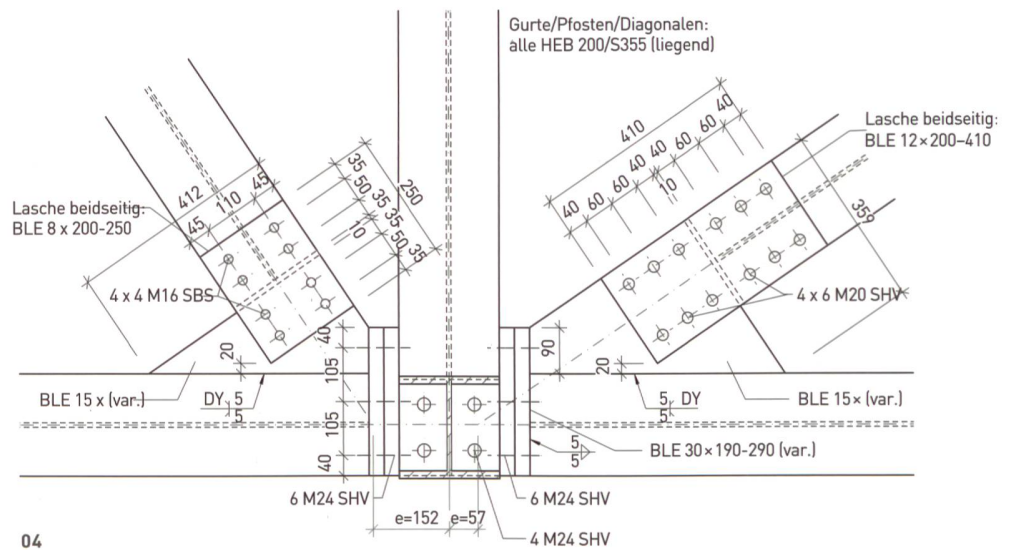 Gurte/Pfosten/Diagonalen:
alle HEB 200/S355 (liegend)
Lasche beidseitig:
BLE 12×200–410
40 60 60 40 10 40 60 60 40
410
359
4 x 6 M20 SHV
35 50 35 10 35 50 35
250
412
45 110 45
Lasche beidseitig:
BLE 8 x 200-250
4 x 4 M16 SBS
20
BLE 15 x (var.)
DY 5
5
40
105
105
40
90
20
5 DY
5
BLE 15× (var.)
5
5
BLE 30×190-290 (var.)
6 M24 SHV
6 M24 SHV
e=152 e=57
4 M24 SHV
04